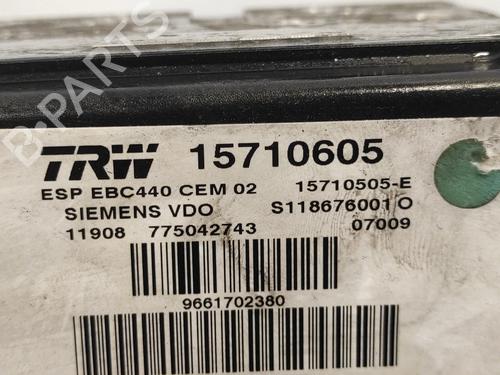 TRW 15710605
ESP EBC440 CEM 02 15710505-E
SIEMENS VDO S118676001 O
11908 775042743 07009
9661702380
B-PARTS